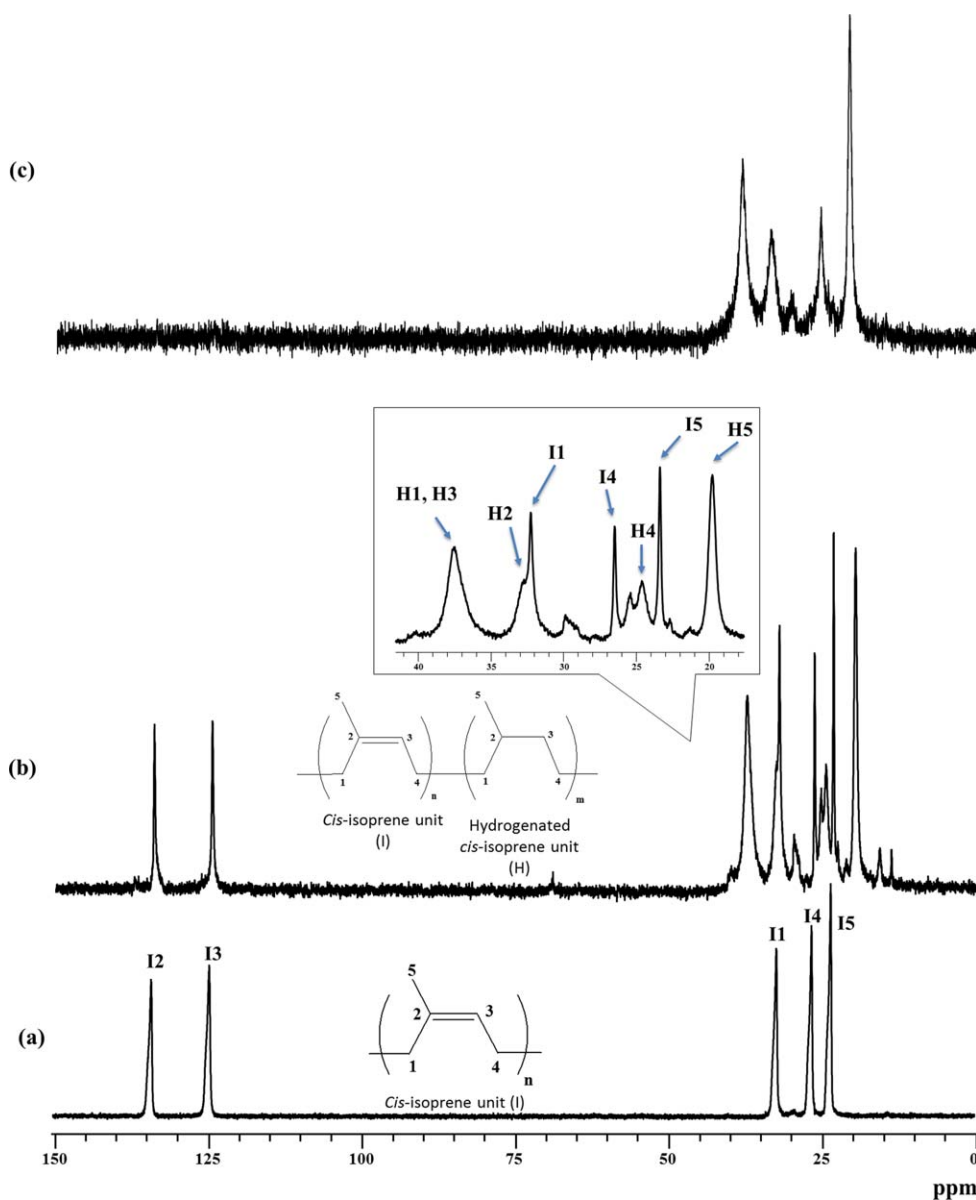 (c)
I5
H5
I1
I4
H1, H3
H2
H4
40 35 30 25 20
5 5
2 3 2 3
(b)
1 4 n 1 4 m
Cis-isoprene unit
(I)
Hydrogenated
cis-isoprene unit
(H)
I2 I3 I1 I4 I5
5
2 3
(a)
1 4 n
Cis-isoprene unit (I)
150 125 100 75 50 25 0
ppm